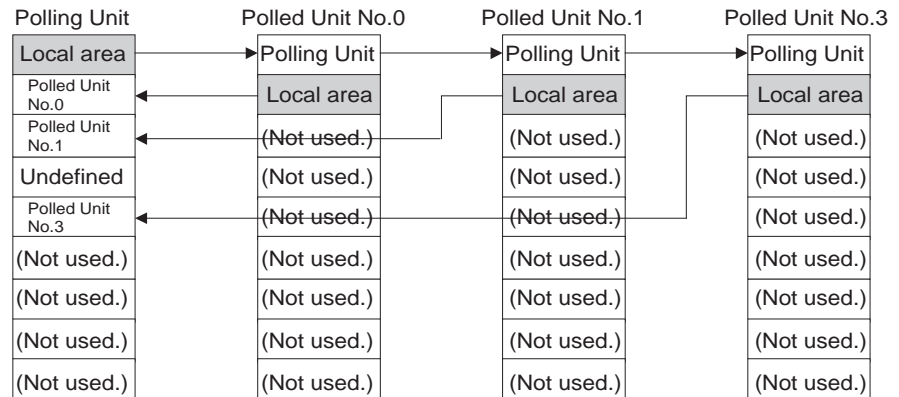 Polling Unit Polled Unit No.0 Polled Unit No.1 Polled Unit No.3
Local area Polling Unit Polling Unit Polling Unit
Polled Unit
No.0
Local area Local area Local area
Polled Unit
No.1
(Not used.) (Not used.) (Not used.)
Undefined (Not used.) (Not used.) (Not used.)
Polled Unit
No.3
(Not used.) (Not used.) (Not used.)
(Not used.) (Not used.) (Not used.) (Not used.)
(Not used.) (Not used.) (Not used.) (Not used.)
(Not used.) (Not used.) (Not used.) (Not used.)
(Not used.) (Not used.) (Not used.) (Not used.)